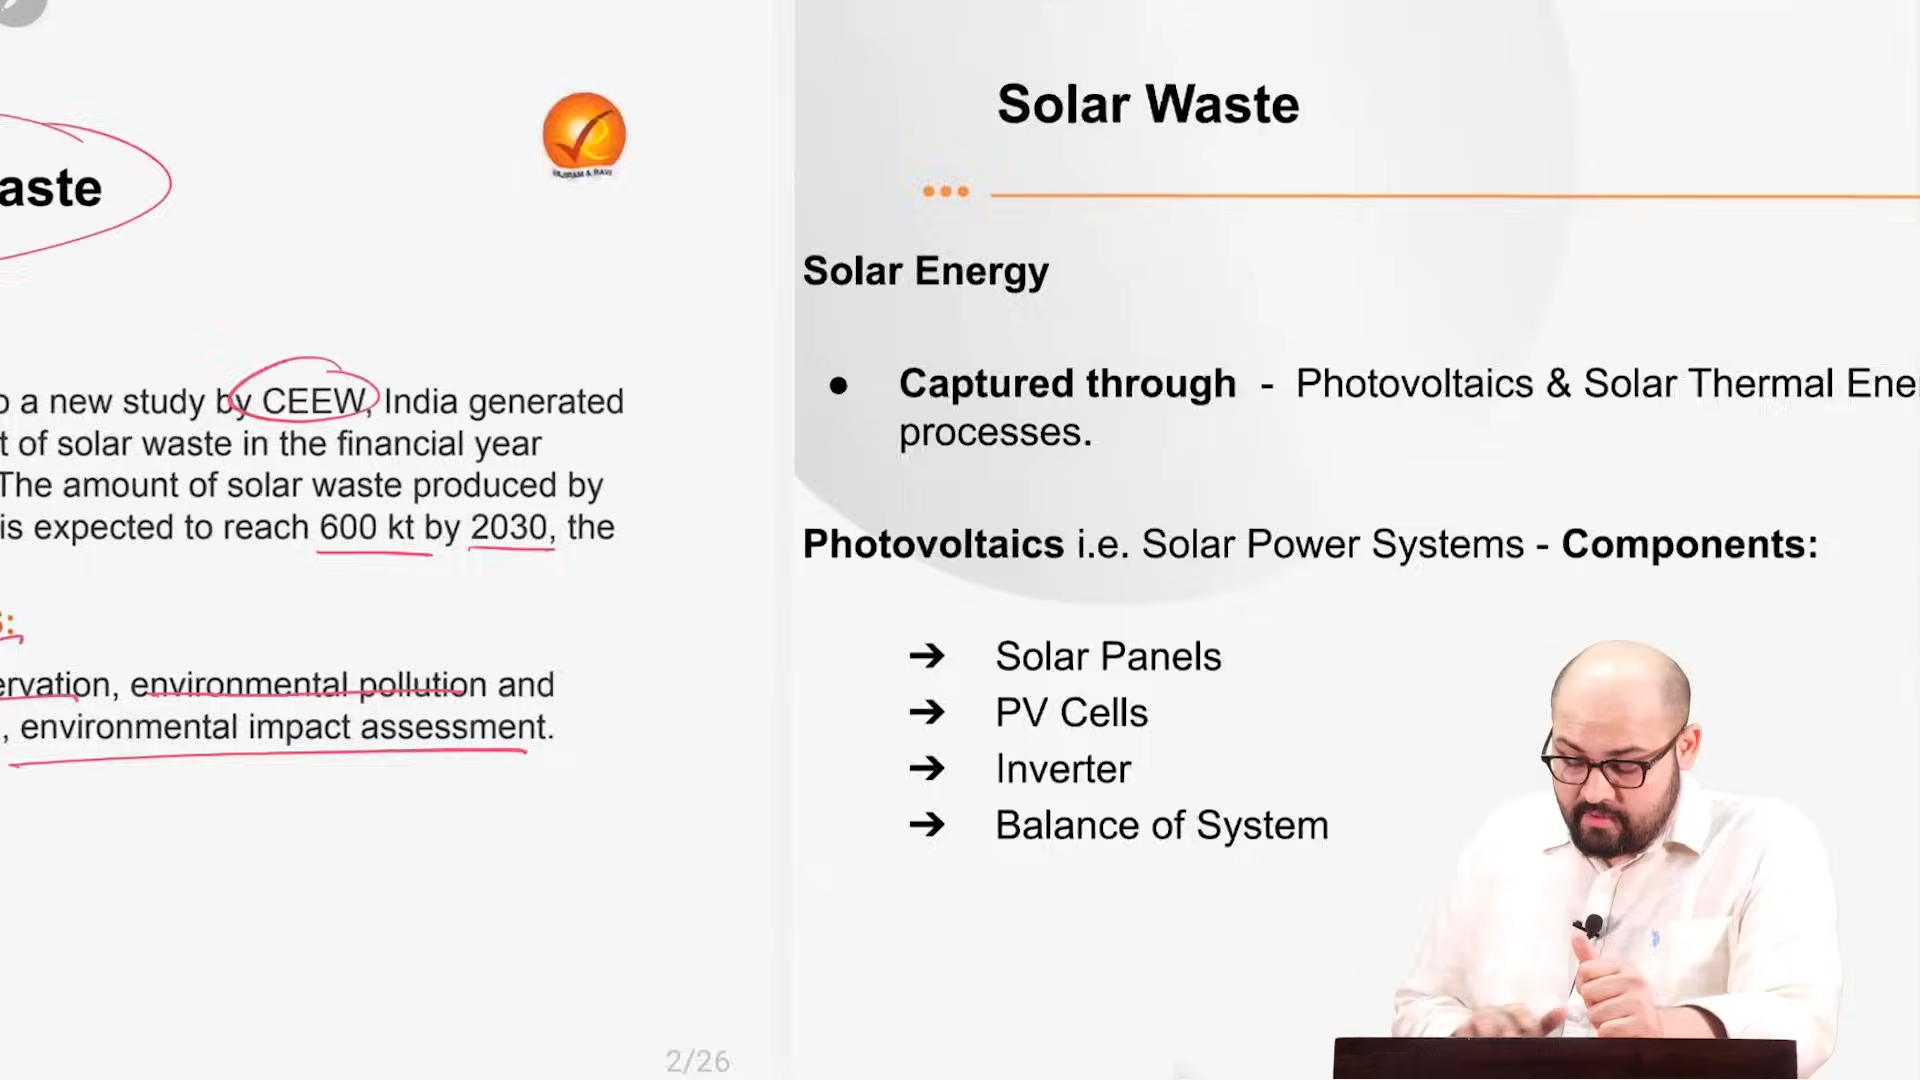 aste
VAJIRAM & RAVI
o a new study by CEEW, India generated
t of solar waste in the financial year
The amount of solar waste produced by
is expected to reach 600 kt by 2030, the
s:
ervation, environmental pollution and
, environmental impact assessment.
2/26
Solar Waste
Solar Energy
● Captured through - Photovoltaics & Solar Thermal Ene
processes.
Photovoltaics i.e. Solar Power Systems - Components:
➔ Solar Panels
➔ PV Cells
➔ Inverter
➔ Balance of System